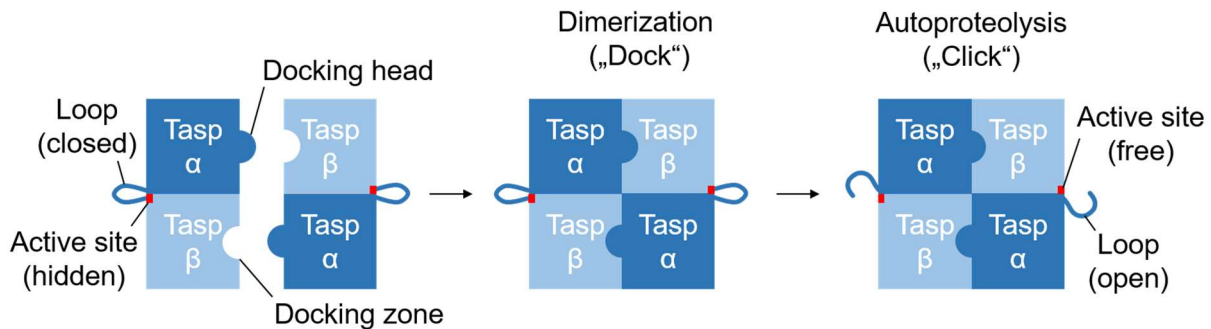 Dimerization
(„Dock“)
Autoproteolysis
(„Click“)
Docking head
Loop
(closed)
Tasp
α
Tasp
β
Tasp
α
Tasp
β
Tasp
α
Tasp
β
Active site
(free)
Active site
(hidden)
Tasp
β
Tasp
α
Tasp
β
Tasp
α
Tasp
β
Tasp
α
Loop
(open)
Docking zone